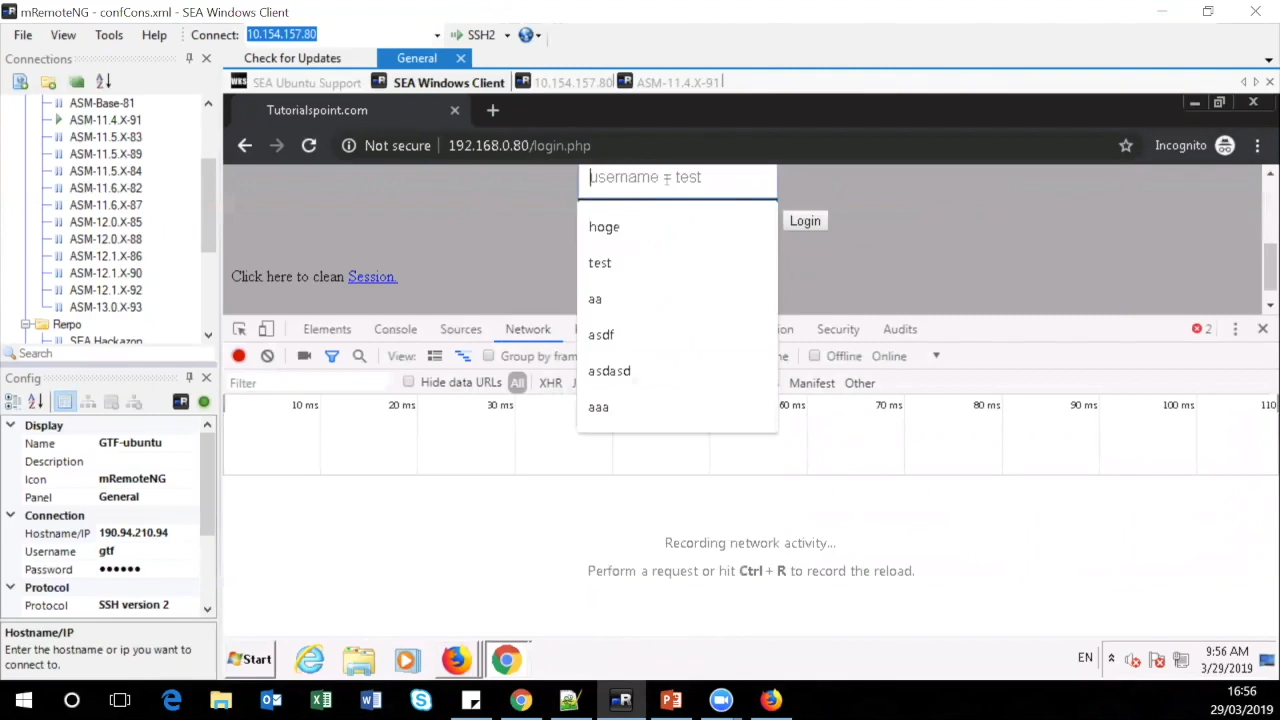 mRemoteNG - confCons.xml - SEA Windows Client
File View Tools Help Connect: 10.154.157.80 SSH2
Connections
Check for Updates General
SEA Ubuntu Support SEA Windows Client 10.154.157.80 ASM-11.4.X-91
ASM-Base-81
ASM-11.4.X-91
ASM-11.5.X-83
ASM-11.5.X-89
ASM-11.5.X-84
ASM-11.6.X-82
ASM-11.6.X-87
ASM-12.0.X-85
ASM-12.0.X-88
ASM-12.1.X-86
ASM-12.1.X-90
ASM-12.1.X-92
ASM-13.0.X-93
Rerpo
SEA Hackazon
Search
Config
Display
Name GTF-ubuntu
Description
Icon mRemoteNG
Panel General
Connection
Hostname/IP 190.94.210.94
Username gtf
Password ●●●●●●
Protocol
Protocol SSH version 2
Hostname/IP
Enter the hostname or ip you want to connect to.
Tutorialspoint.com
Not secure 192.168.0.80/login.php Incognito
username = test
hoge
test
aa
asdf
asdasd
aaa
Login
Click here to clean Session.
Elements Console Sources Network Security Audits 2
View: Group by fram Offline Online
Filter Hide data URLs All XHR Manifest Other
10 ms 20 ms 30 ms 60 ms 70 ms 80 ms 90 ms 100 ms 110
Recording network activity...
Perform a request or hit Ctrl + R to record the reload.
Start EN 9:56 AM
3/29/2019
16:56
29/03/2019